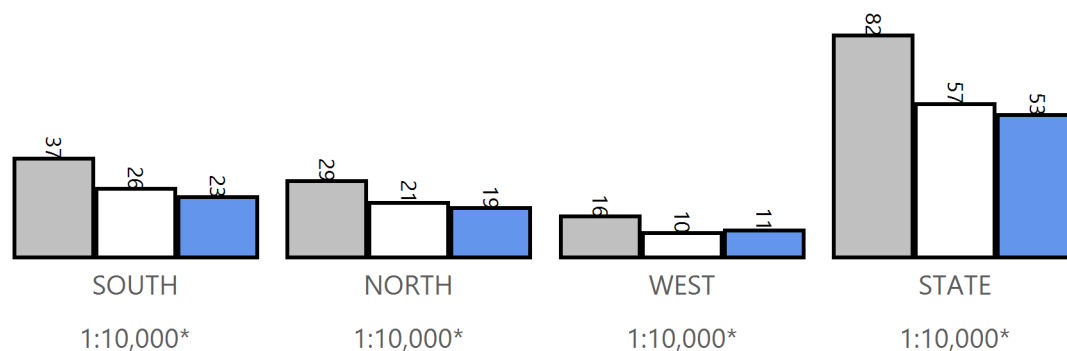 37 26 23 29 21 19 16 10 11 82 57 53
SOUTH NORTH WEST STATE
1:10,000* 1:10,000* 1:10,000* 1:10,000*